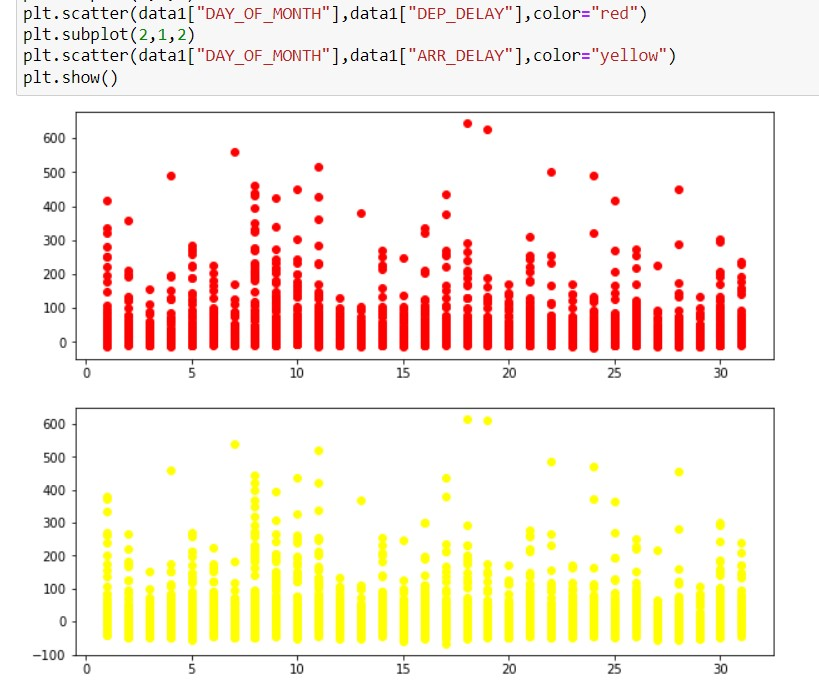 plt.scatter(data1["DAY_OF_MONTH"],data1["DEP_DELAY"],color="red")
plt.subplot(2,1,2)
plt.scatter(data1["DAY_OF_MONTH"],data1["ARR_DELAY"],color="yellow")
plt.show()
600
500
400
300
200
100
0
0 5 10 15 20 25 30
600
500
400
300
200
100
0
−100
0 5 10 15 20 25 30